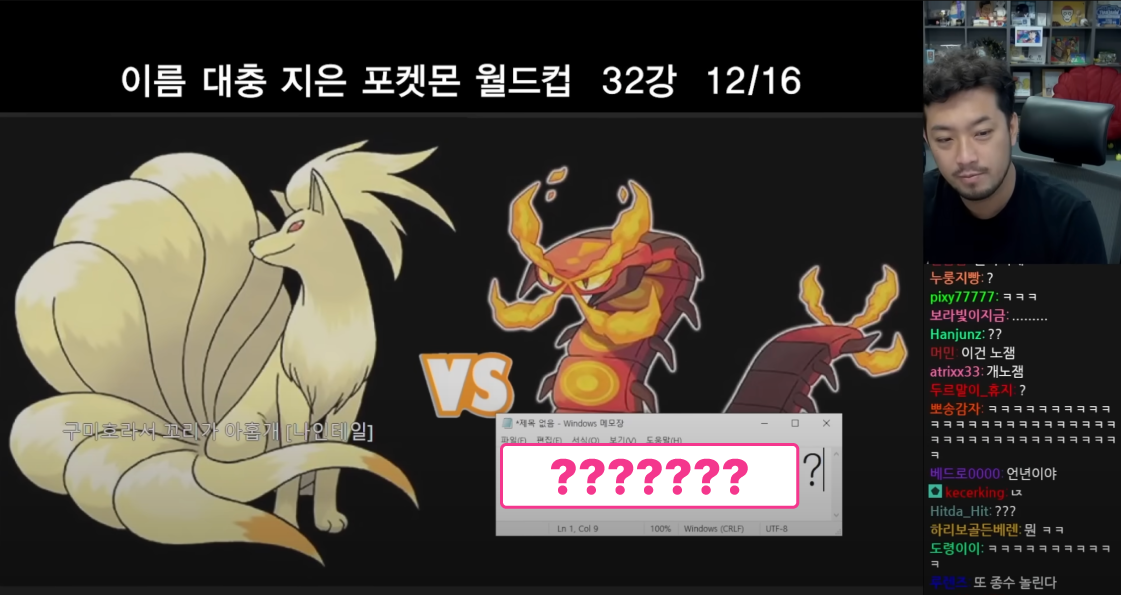 이름 대충 지은 포켓몬 월드컵 32강 12/16
VS
구미호라서 꼬리가 아홉개 [나인테일]
*제목 없음 - Windows 메모장
파일(F) 편집(E) 서식(O) 보기(V) 도움말(H)
??????? ?
Ln 1, Col 9 100% Windows (CRLF) UTF-8
누룽지빵: ?
pixy77777: ㅋㅋㅋ
보라빛이지금: .........
Hanjunz: ??
머민: 이건 노잼
atrixx33: 개노잼
두르말이_휴지: ?
뽀송감자: ㅋㅋㅋㅋㅋㅋㅋㅋㅋㅋ
ㅋㅋㅋㅋㅋㅋㅋㅋㅋㅋㅋㅋㅋㅋㅋ
ㅋㅋㅋㅋㅋㅋㅋㅋㅋㅋㅋㅋㅋㅋㅋ
ㅋ
베드로0000: 언년이야
kecerking: ㄴㅈ
Hitda_Hit: ???
하리보골든베렌: 뭔 ㅋㅋ
도령이이: ㅋㅋㅋㅋㅋㅋㅋㅋㅋㅋ
ㅋ
또 종수 놀린다